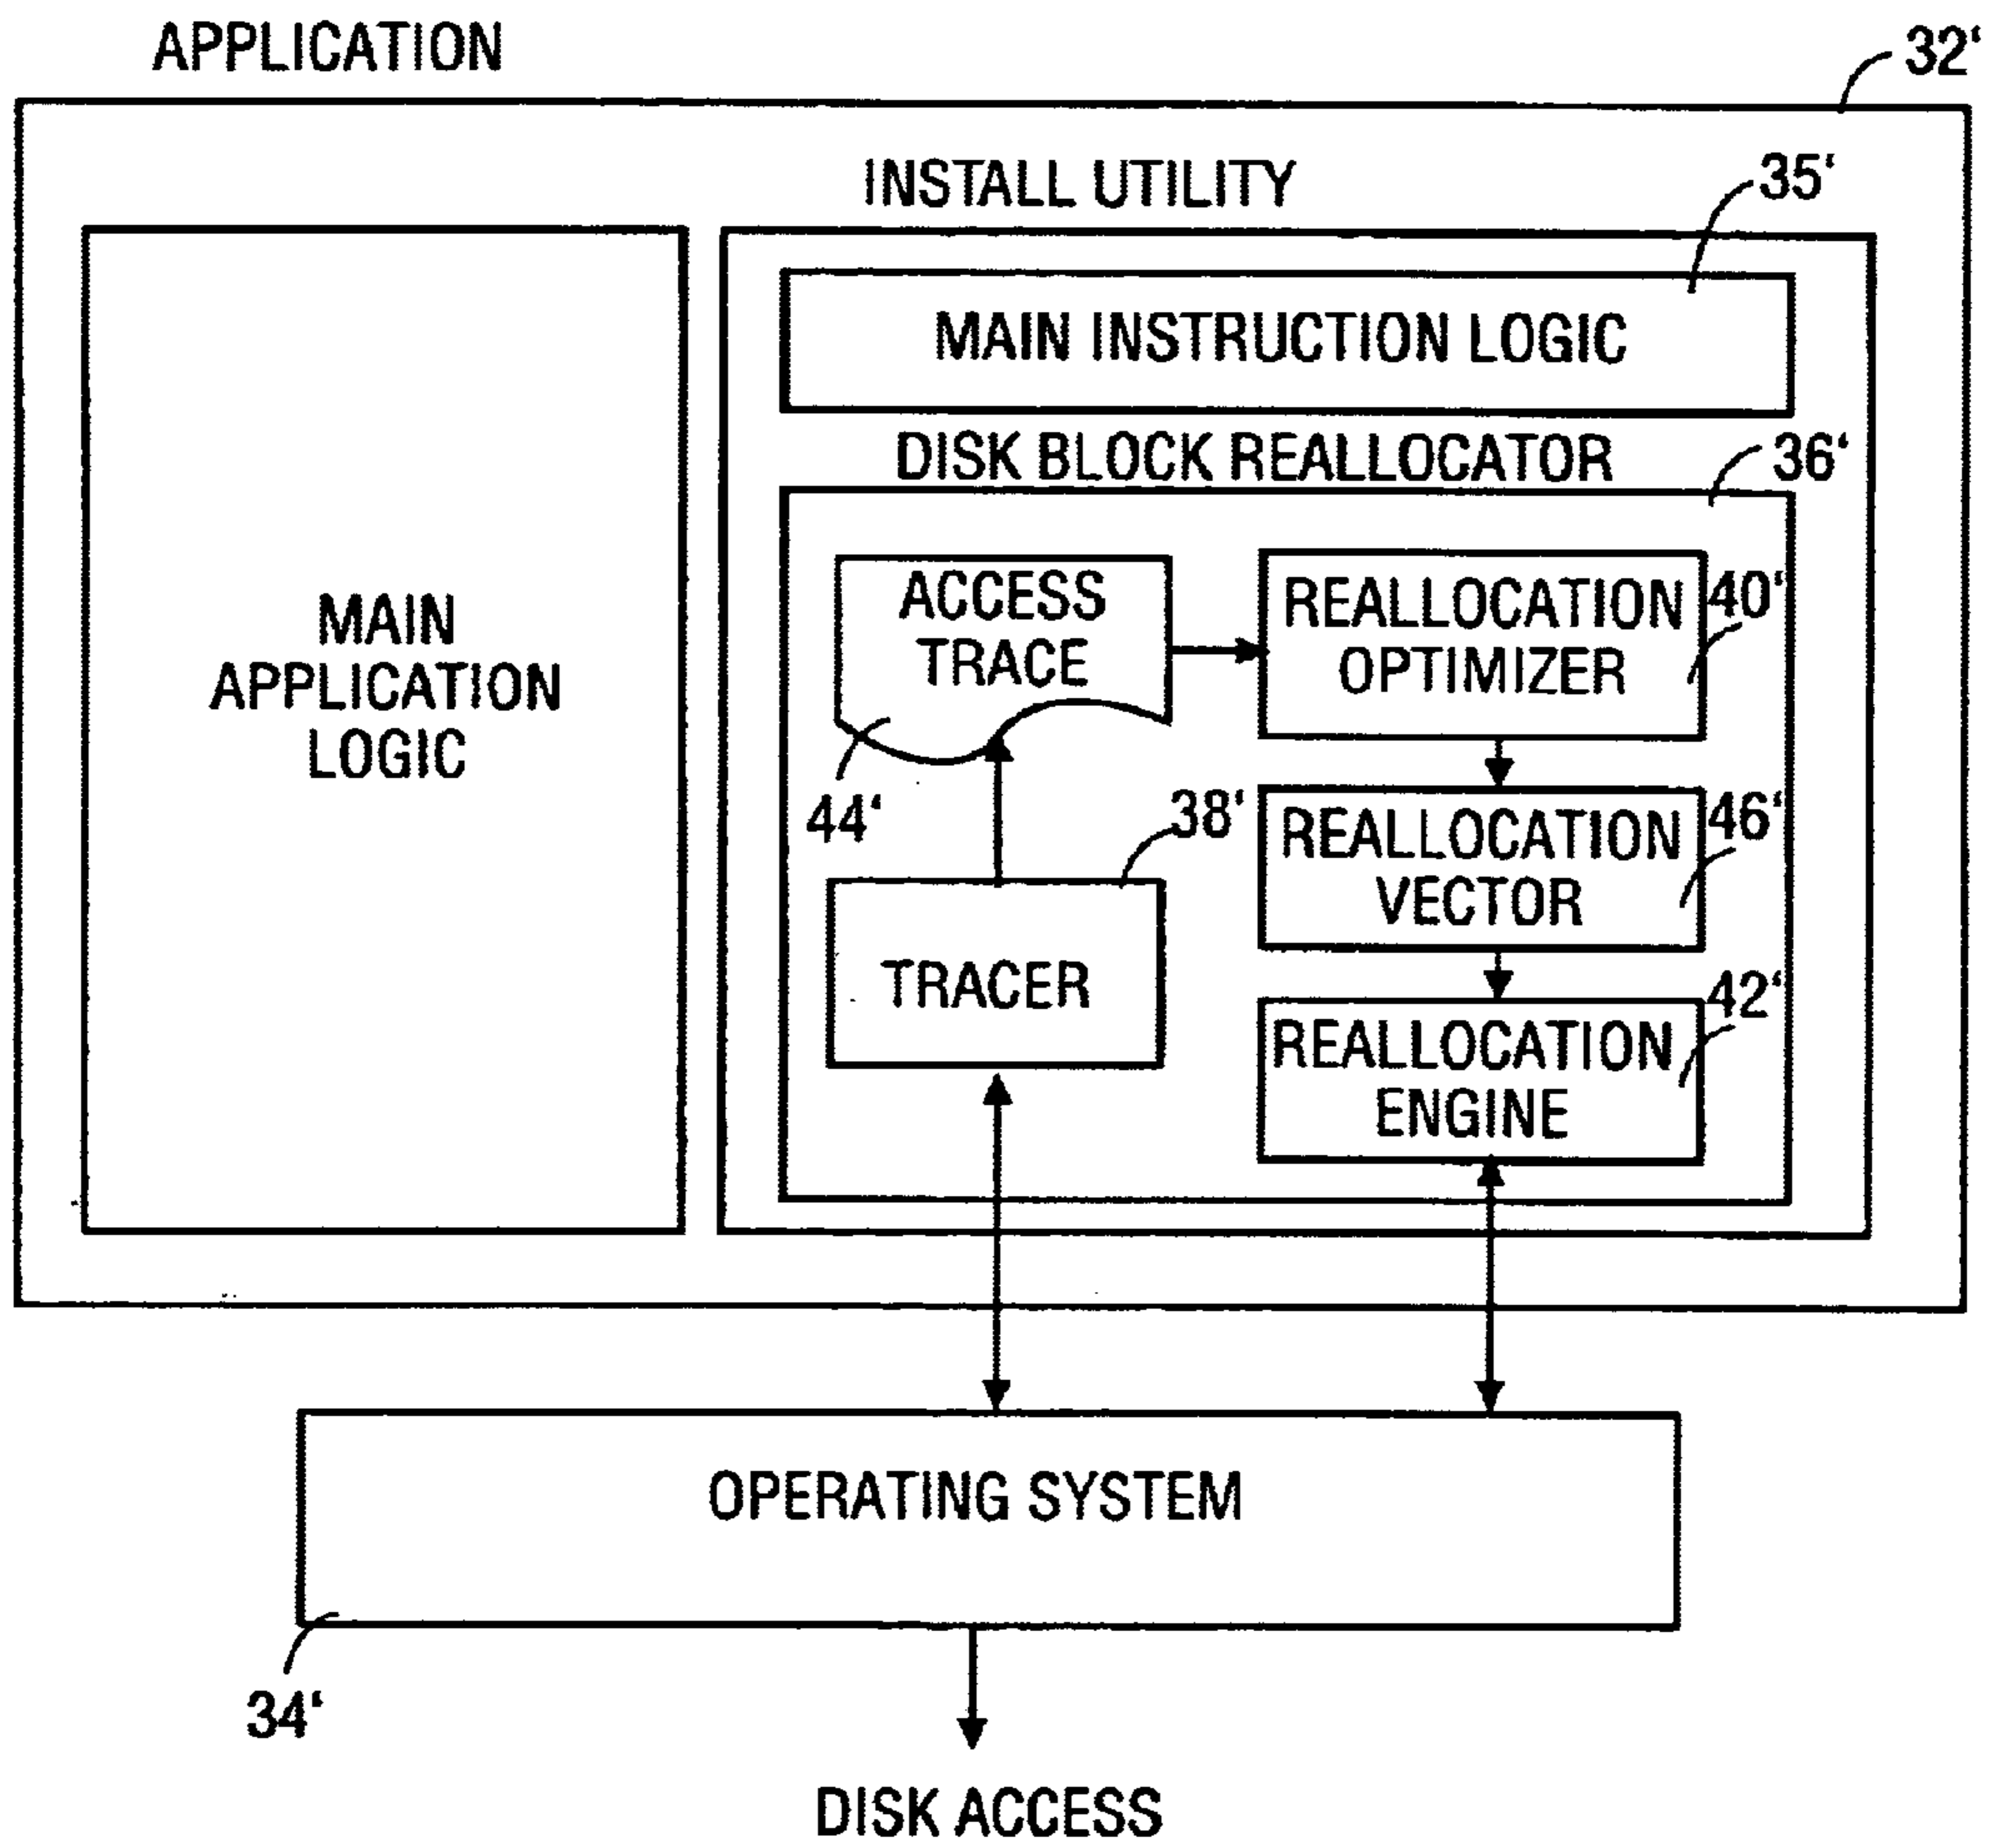 APPLICATION
32'
INSTALL UTILITY
35'
MAIN INSTRUCTION LOGIC
DISK BLOCK REALLOCATOR
36'
MAIN
APPLICATION
LOGIC
ACCESS
TRACE
44'
REALLOCATION
OPTIMIZER
40'
38'
TRACER
REALLOCATION
VECTOR
46'
REALLOCATION
ENGINE
42'
OPERATING SYSTEM
34'
DISK ACCESS